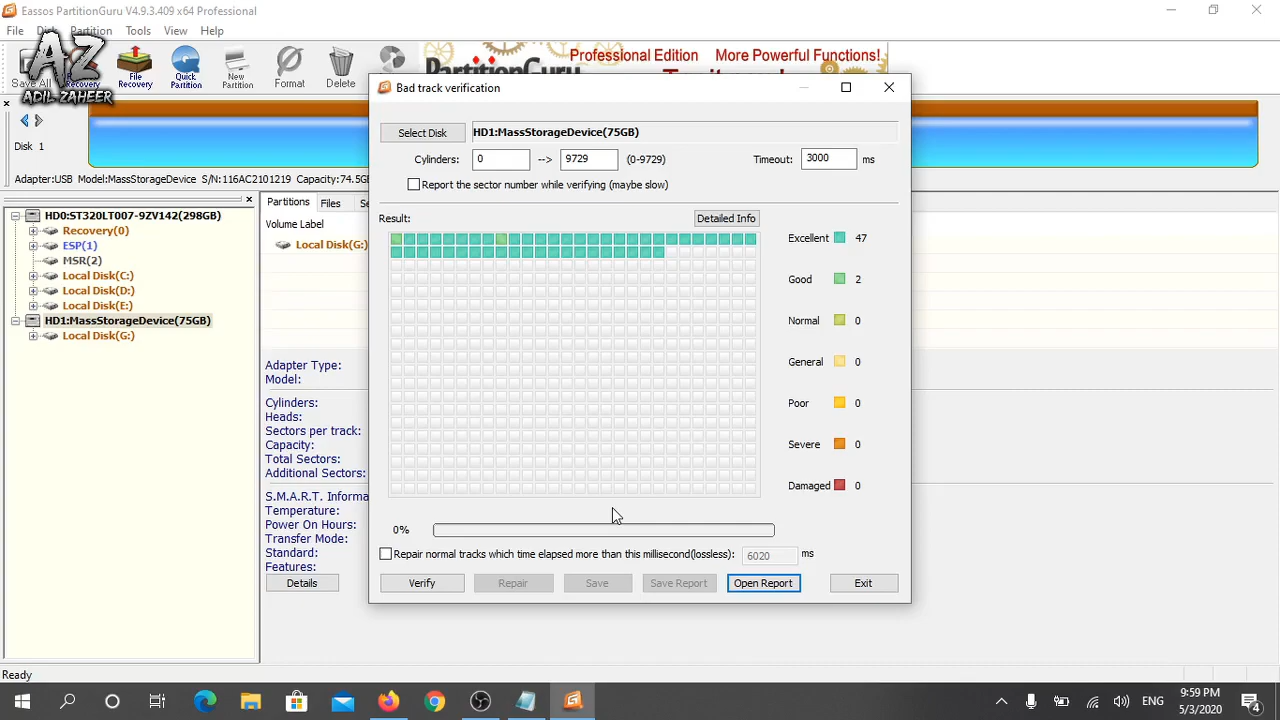 Eassos PartitionGuru V4.9.3.409 x64 Professional
File Disk Partition Tools View Help
AZ
ADIL-ZAHEER
Save All
Recovery
File Recovery
Quick Partition
New Partition
Format
Delete
PartitionGuru
Professional Edition More Powerful Functions!
Disk 1
Adapter:USB Model:MassStorageDevice S/N:116AC2101219 Capacity:74.5G
HD0:ST320LT007-9ZV142(298GB)
Recovery(0)
ESP(1)
MSR(2)
Local Disk(C:)
Local Disk(D:)
Local Disk(E:)
HD1:MassStorageDevice(75GB)
Local Disk(G:)
Partitions Files Se
Volume Label
Local Disk(G:)
Adapter Type:
Model:
Cylinders:
Heads:
Sectors per track:
Capacity:
Total Sectors:
Additional Sectors:
S.M.A.R.T. Informa
Temperature:
Power On Hours:
Transfer Mode:
Standard:
Features:
Details
Bad track verification
Select Disk HD1:MassStorageDevice(75GB)
Cylinders: 0 --> 9729 (0-9729) Timeout: 3000 ms
Report the sector number while verifying (maybe slow)
Result: Detailed Info
Excellent 47
Good 2
Normal 0
General 0
Poor 0
Severe 0
Damaged 0
0%
Repair normal tracks which time elapsed more than this millisecond(lossless): 6020 ms
Verify Repair Save Save Report Open Report Exit
Ready
ENG
9:59 PM
5/3/2020
4